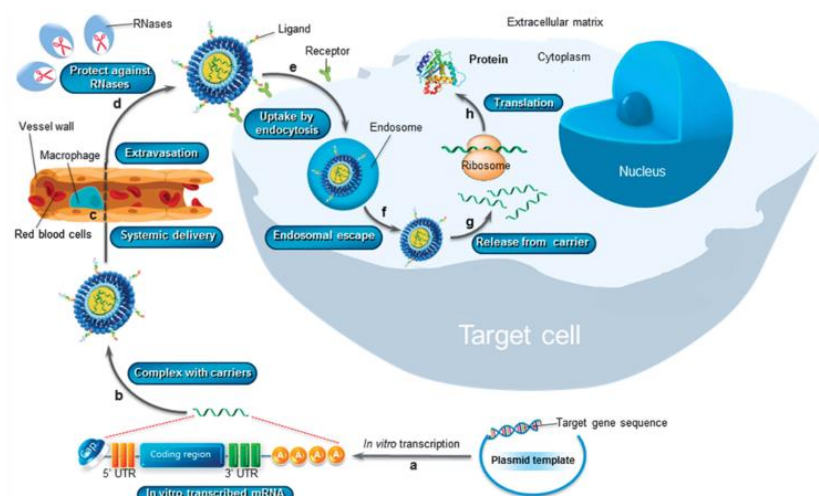 RNases
Protect against
RNases
d
Ligand
Receptor
e
Uptake by
endocytosis
Extracellular matrix
Protein
Cytoplasm
Translation
h
Ribosome
Nucleus
Endosome
f
g
Endosomal escape
Release from carrier
Target cell
Vessel wall
Macrophage
Extravasation
c
Red blood cells
Systemic delivery
Complex with carriers
b
Cap
5' UTR
Coding region
3' UTR
A A A A
In vitro transcribed mRNA
In vitro transcription
a
Target gene sequence
Plasmid template